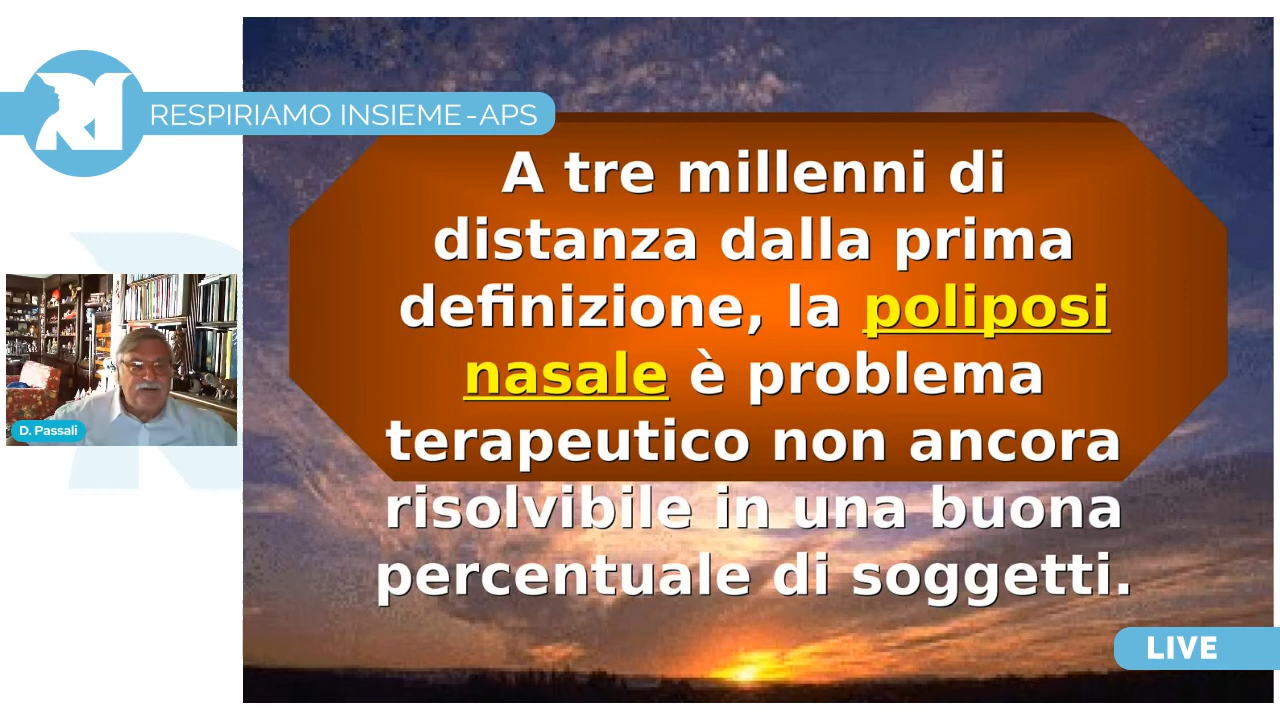 RESPIRIAMO INSIEME-APS
A tre millenni di
distanza dalla prima
definizione, la poliposi
nasale è problema
terapeutico non ancora
risolvibile in una buona
percentuale di soggetti.
D. Passali
LIVE